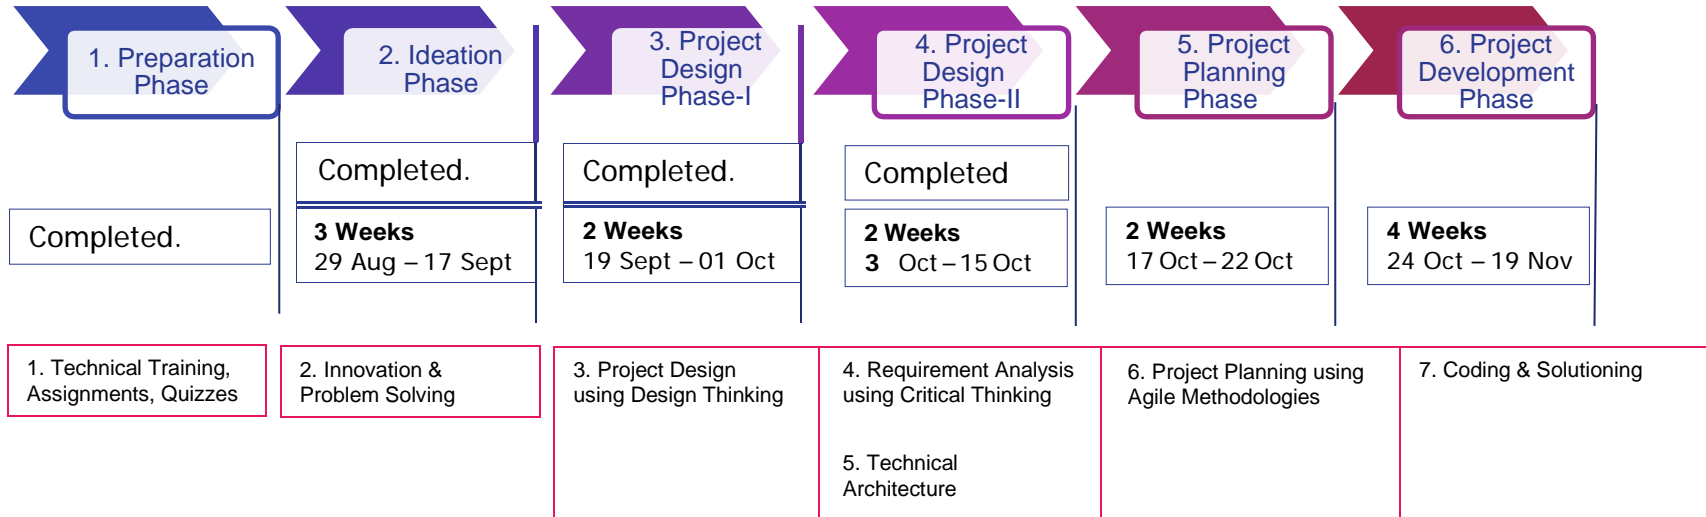 1. Preparation
Phase
2. Ideation
Phase
3. Project
Design
Phase-I
4. Project
Design
Phase-II
5. Project
Planning
Phase
6. Project
Development
Phase
Completed.
Completed.
Completed.
Completed
3 Weeks
29 Aug – 17 Sept
2 Weeks
19 Sept – 01 Oct
2 Weeks
3 Oct – 15 Oct
2 Weeks
17 Oct – 22 Oct
4 Weeks
24 Oct – 19 Nov
1. Technical Training,
Assignments, Quizzes
2. Innovation &
Problem Solving
3. Project Design
using Design Thinking
4. Requirement Analysis
using Critical Thinking
5. Technical
Architecture
6. Project Planning using
Agile Methodologies
7. Coding & Solutioning